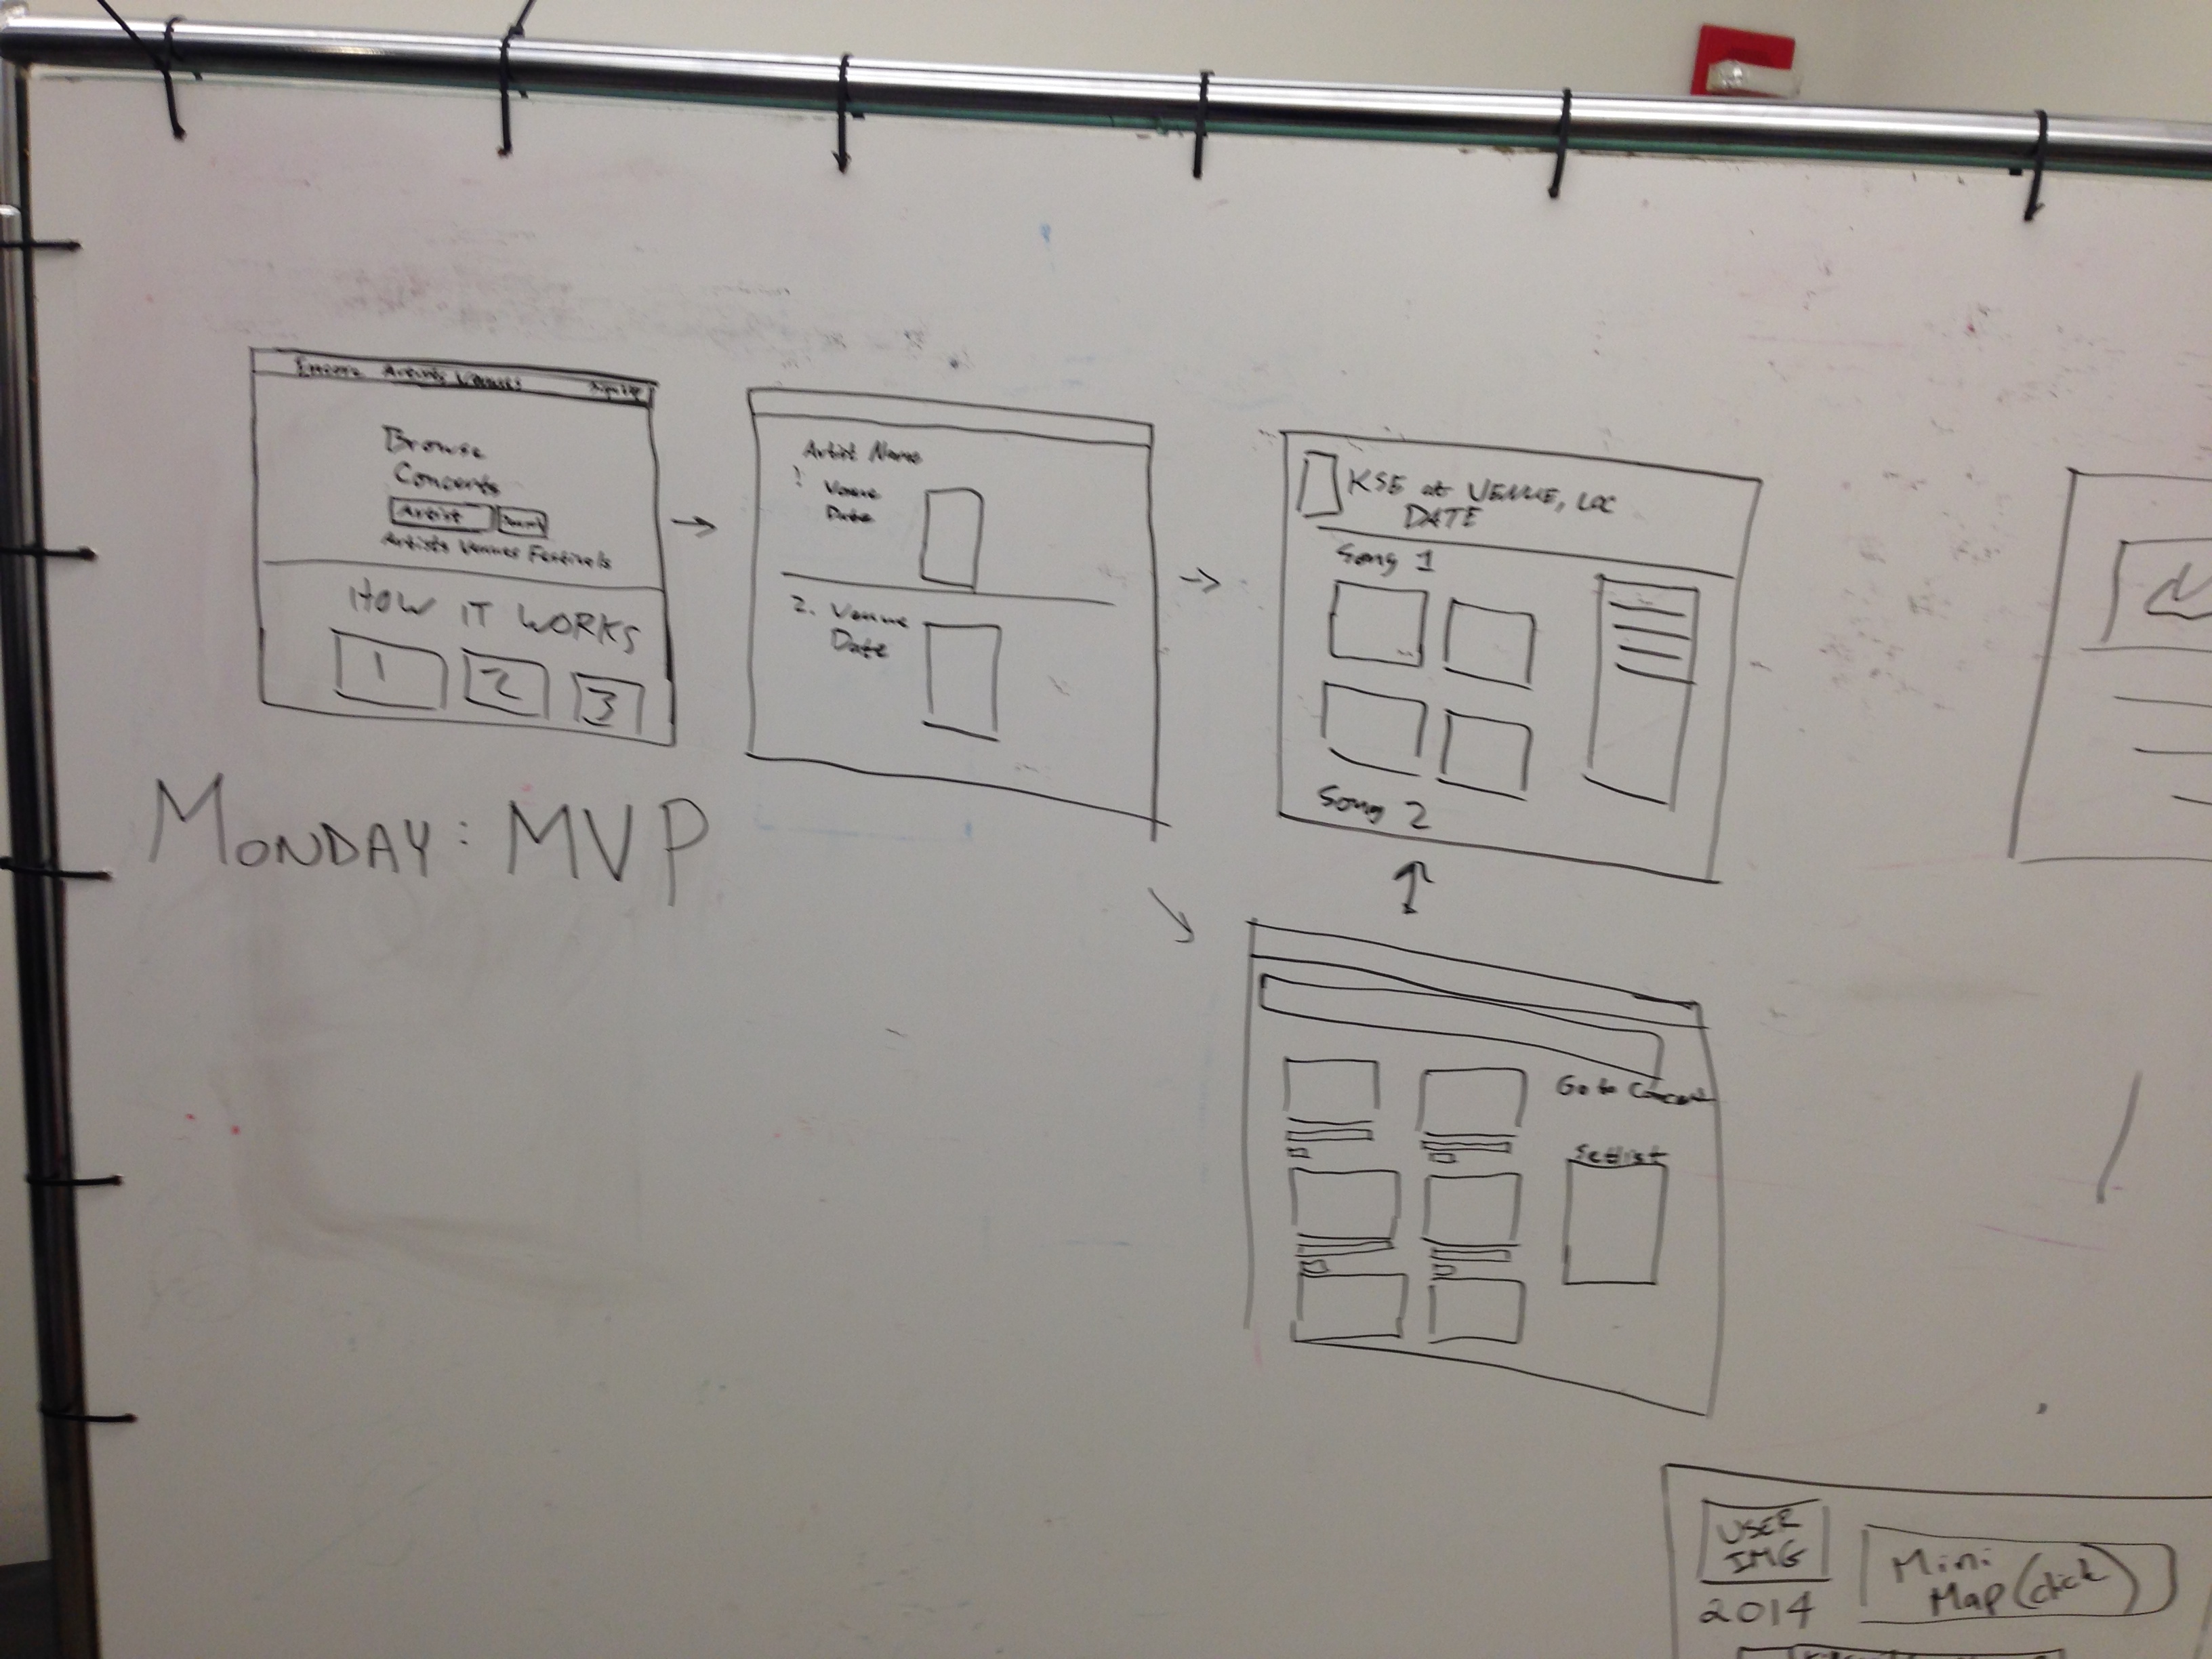 Encore Artists Venues Sign Up
Browse
Concerts
Artist Search
Artists Venues Festivals
HOW IT WORKS
1 2 3
MONDAY: MVP
Artist Name
1 Venue
Date
2. Venue
Date
KSE at VENUE, LOC
DATE
Song 1
Song 2
Go to Concert
Setlist
USER
IMG
2014
Mini
Map (click)